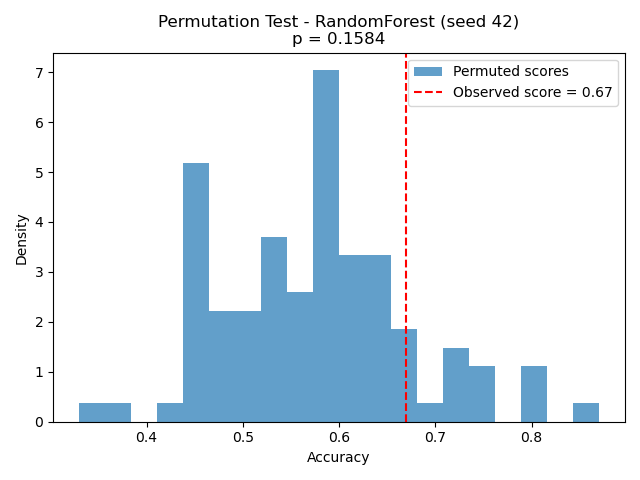 Permutation Test - RandomForest (seed 42)
p = 0.1584
Permuted scores
Observed score = 0.67
Density
7
6
5
4
3
2
1
0
0.4 0.5 0.6 0.7 0.8
Accuracy